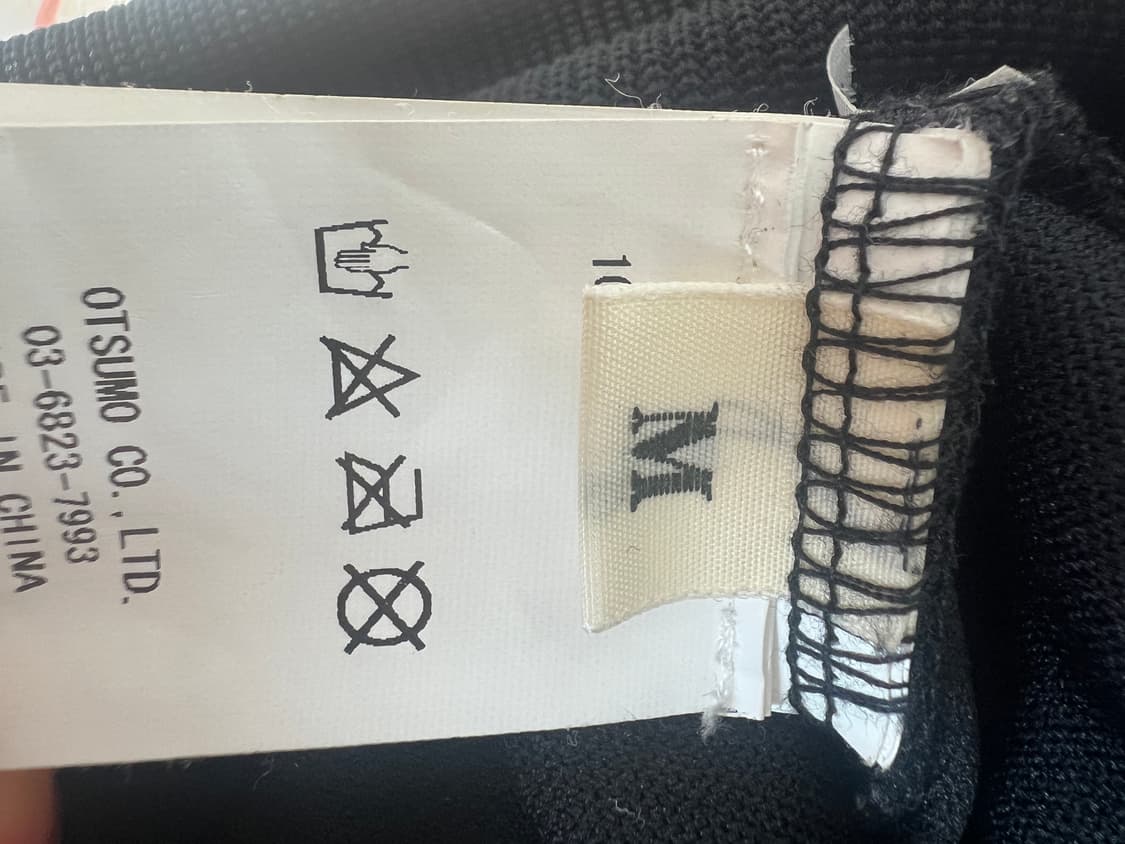 M
OTSUMO CO., LTD.
03-6823-7993
IN CHINA